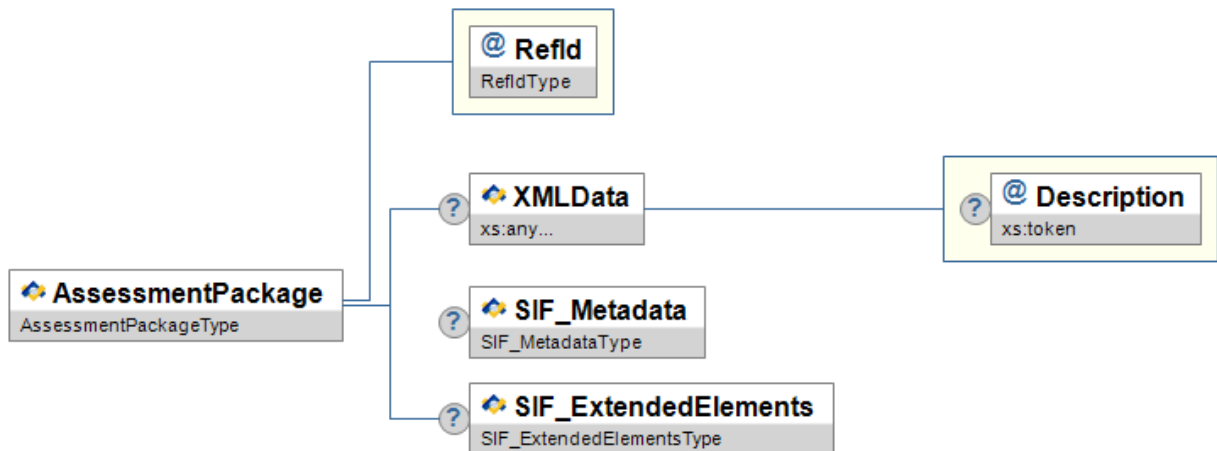 @ RefId
RefIdType
? XMLData
xs:any...
? @ Description
xs:token
AssessmentPackage
AssessmentPackageType
? SIF_Metadata
SIF_MetadataType
? SIF_ExtendedElements
SIF_ExtendedElementsType